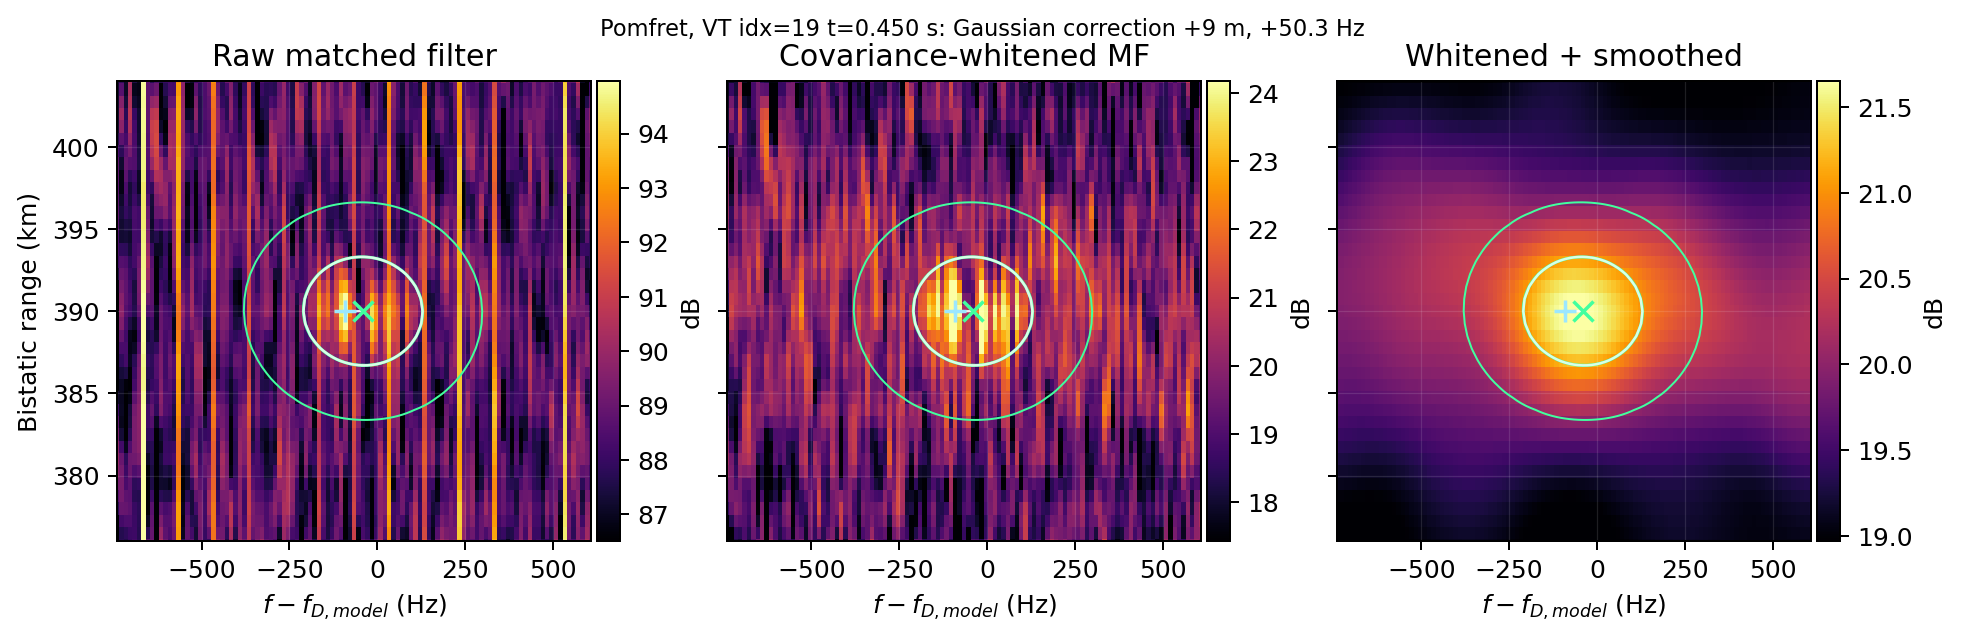 Pomfret, VT idx=19 t=0.450 s: Gaussian correction +9 m, +50.3 Hz
Raw matched filter
Covariance-whitened MF
Whitened + smoothed
Bistatic range (km)
400
395
390
385
380
−500 −250 0 250 500
f − f_{D, model} (Hz)
94
93
92
91
90
89
88
87
dB
−500 −250 0 250 500
f − f_{D, model} (Hz)
24
23
22
21
20
19
18
dB
−500 −250 0 250 500
f − f_{D, model} (Hz)
21.5
21.0
20.5
20.0
19.5
19.0
dB